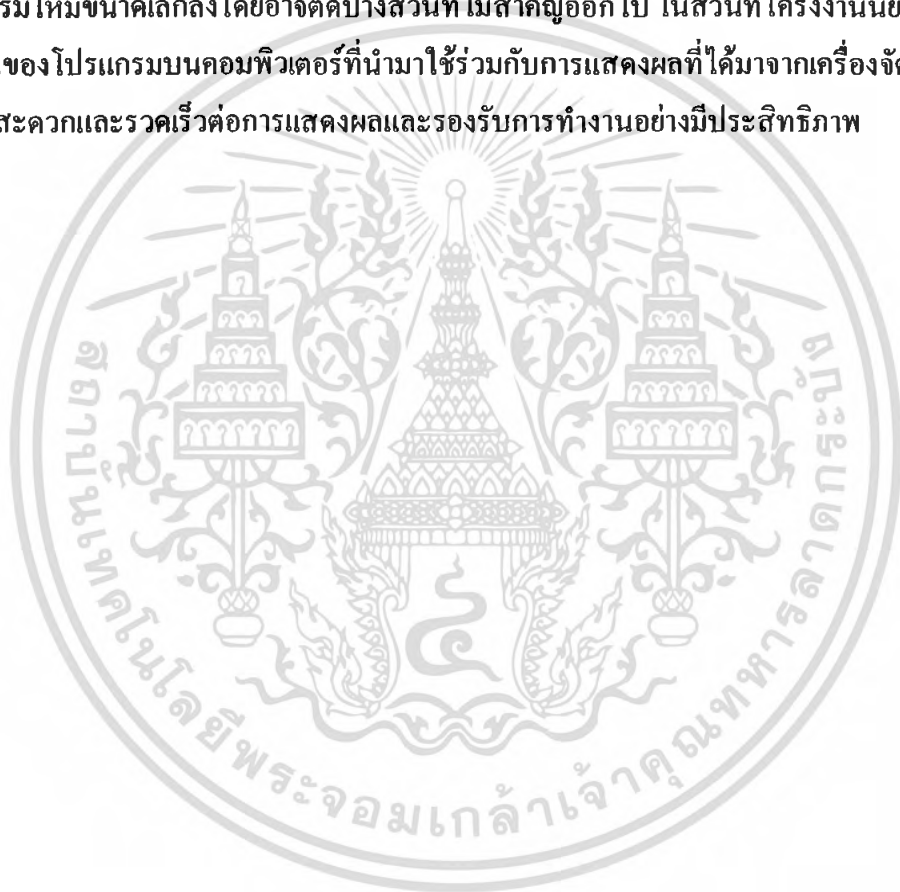 รมให้มีขนาดเล็กลงโดยอาจตัดบางส่วนที่ไม่สำคัญออกไป ในส่วนที่โครงงานนี้ย
ของโปรแกรมบนคอมพิวเตอร์ที่นำมาใช้ร่วมกับการแสดงผลที่ได้มาจากเครื่องจั
สะดวกและรวดเร็วต่อการแสดงผลและรองรับการทำงานอย่างมีประสิทธิภาพ
สถาบันเทคโนโลยีพระจอมเกล้าเจ้าคุณทหารลาดกระบัง